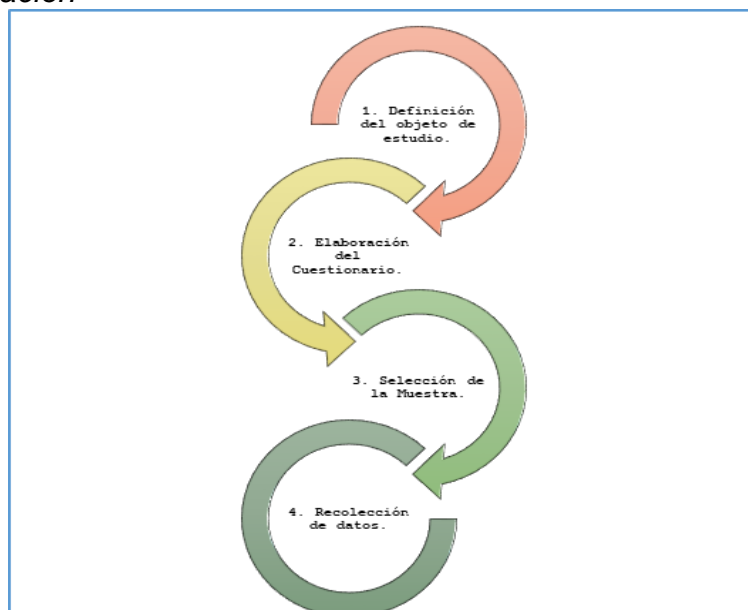 1. Definición
del objeto de
estudio.
2. Elaboración
del
Cuestionario.
3. Selección de
la Muestra.
4. Recolección
de datos.